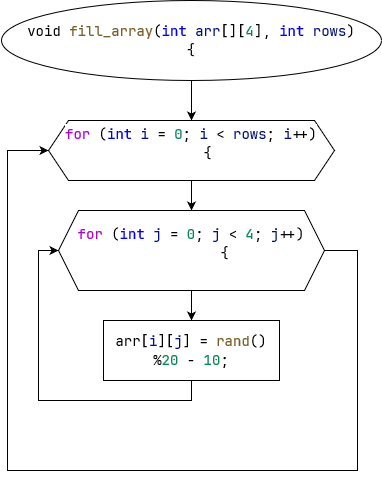 void fill_array(int arr[][4], int rows)
{
for (int i = 0; i < rows; i++)
{
for (int j = 0; j < 4; j++)
{
arr[i][j] = rand()
%20 - 10;